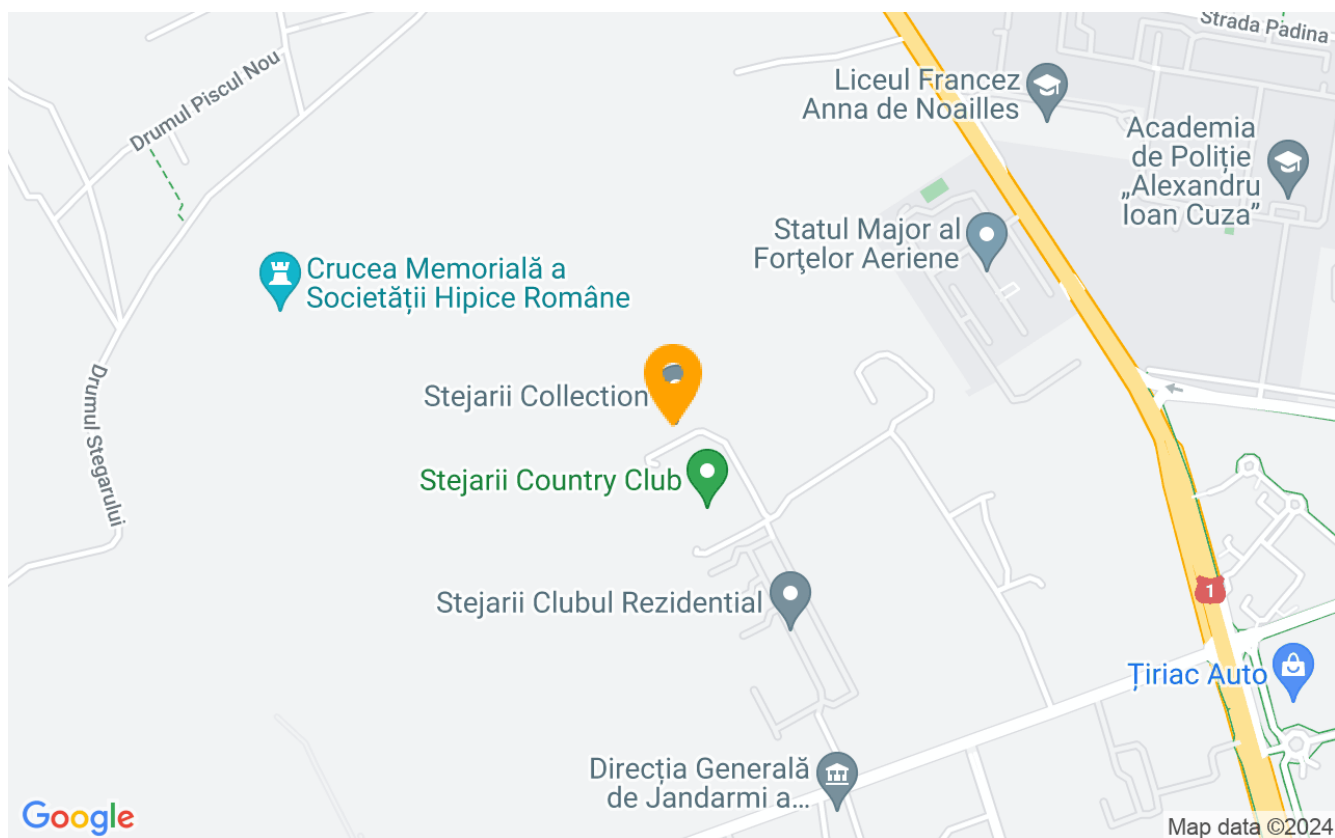 Strada Padina
Drumul Piscul Nou
Liceul Francez
Anna de Noailles
Academia
de Poliție
„Alexandru
Ioan Cuza”
Statul Major al
Forţelor Aeriene
Crucea Memorială a
Societății Hipice Române
Drumul Stegarului
Stejarii Collection
Stejarii Country Club
Stejarii Clubul Rezidential
1
Țiriac Auto
Direcția Generală
de Jandarmi a...
Google
Map data ©2024